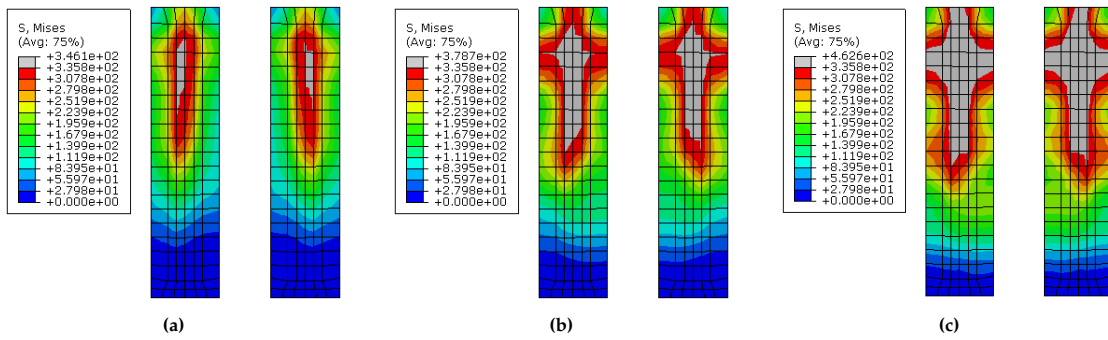 S, Mises
(Avg: 75%)
+3.461e+02
+3.358e+02
+3.078e+02
+2.798e+02
+2.519e+02
+2.239e+02
+1.959e+02
+1.679e+02
+1.399e+02
+1.119e+02
+8.395e+01
+5.597e+01
+2.798e+01
+0.000e+00
(a)
S, Mises
(Avg: 75%)
+3.787e+02
+3.358e+02
+3.078e+02
+2.798e+02
+2.519e+02
+2.239e+02
+1.959e+02
+1.679e+02
+1.399e+02
+1.119e+02
+8.395e+01
+5.597e+01
+2.798e+01
+0.000e+00
(b)
S, Mises
(Avg: 75%)
+4.626e+02
+3.358e+02
+3.078e+02
+2.798e+02
+2.519e+02
+2.239e+02
+1.959e+02
+1.679e+02
+1.399e+02
+1.119e+02
+8.395e+01
+5.597e+01
+2.798e+01
+0.000e+00
(c)